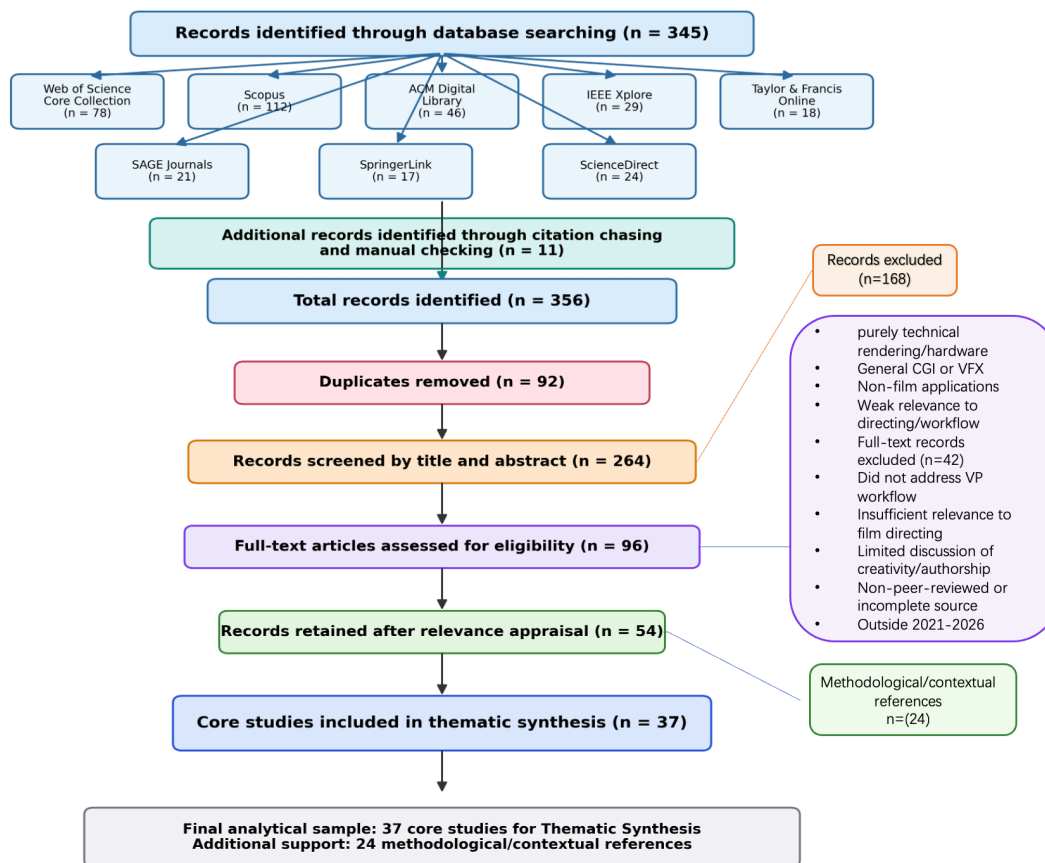 Records identified through database searching (n = 345)
Web of Science
Core Collection
(n = 78)
Scopus
(n = 112)
ACM Digital
Library
(n = 46)
IEEE Xplore
(n = 29)
Taylor & Francis
Online
(n = 18)
SAGE Journals
(n = 21)
SpringerLink
(n = 17)
ScienceDirect
(n = 24)
Additional records identified through citation chasing
and manual checking (n = 11)
Total records identified (n = 356)
Duplicates removed (n = 92)
Records screened by title and abstract (n = 264)
Records excluded
(n=168)
Full-text articles assessed for eligibility (n = 96)
• purely technical
rendering/hardware
• General CGI or VFX
• Non-film applications
• Weak relevance to
directing/workflow
• Full-text records
excluded (n=42)
• Did not address VP
workflow
• Insufficient relevance to
film directing
• Limited discussion of
creativity/authorship
• Non-peer-reviewed or
incomplete source
• Outside 2021-2026
Records retained after relevance appraisal (n = 54)
Methodological/contextual
references
n=(24)
Core studies included in thematic synthesis (n = 37)
Final analytical sample: 37 core studies for Thematic Synthesis
Additional support: 24 methodological/contextual references